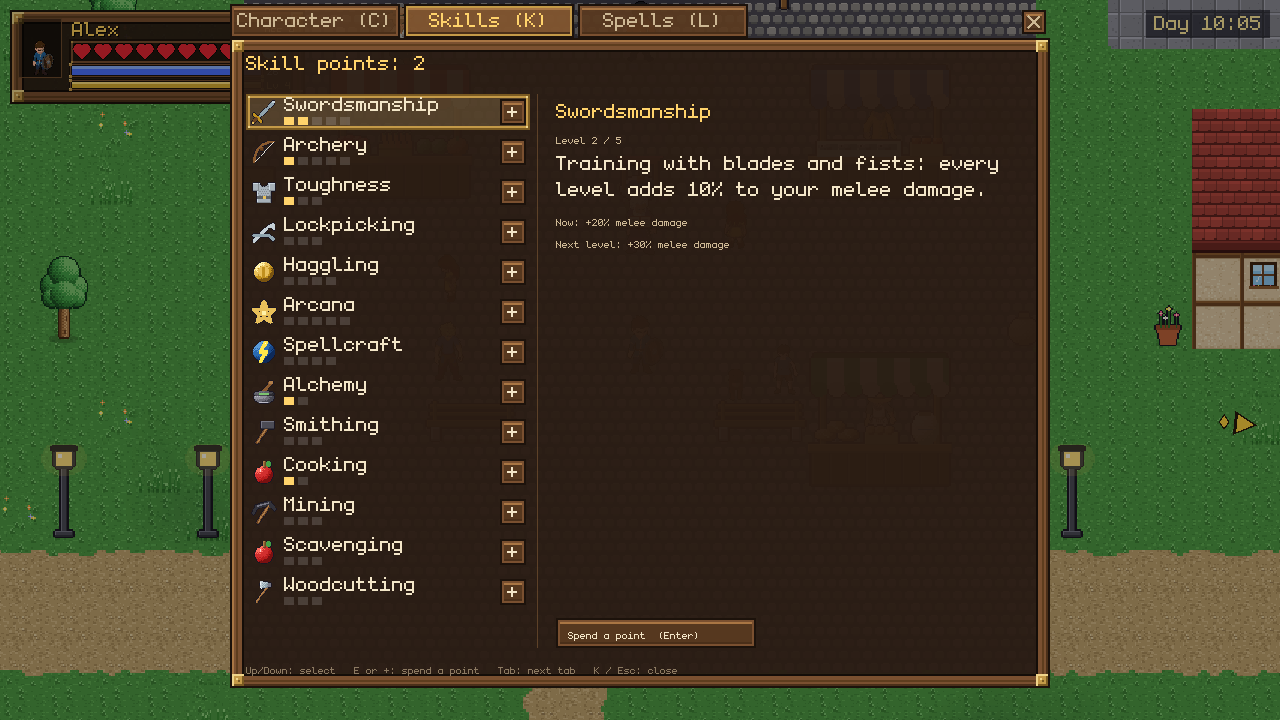 Alex
Character (C)
Skills (K)
Spells (L)
Day 10:05
Skill points: 2
Swordsmanship
Archery
Toughness
Lockpicking
Haggling
Arcana
Spellcraft
Alchemy
Smithing
Cooking
Mining
Scavenging
Woodcutting
Swordsmanship
Level 2 / 5
Training with blades and fists: every
level adds 10% to your melee damage.
Now: +20% melee damage
Next level: +30% melee damage
Spend a point (Enter)
Up/Down: select E or +: spend a point Tab: next tab K / Esc: close